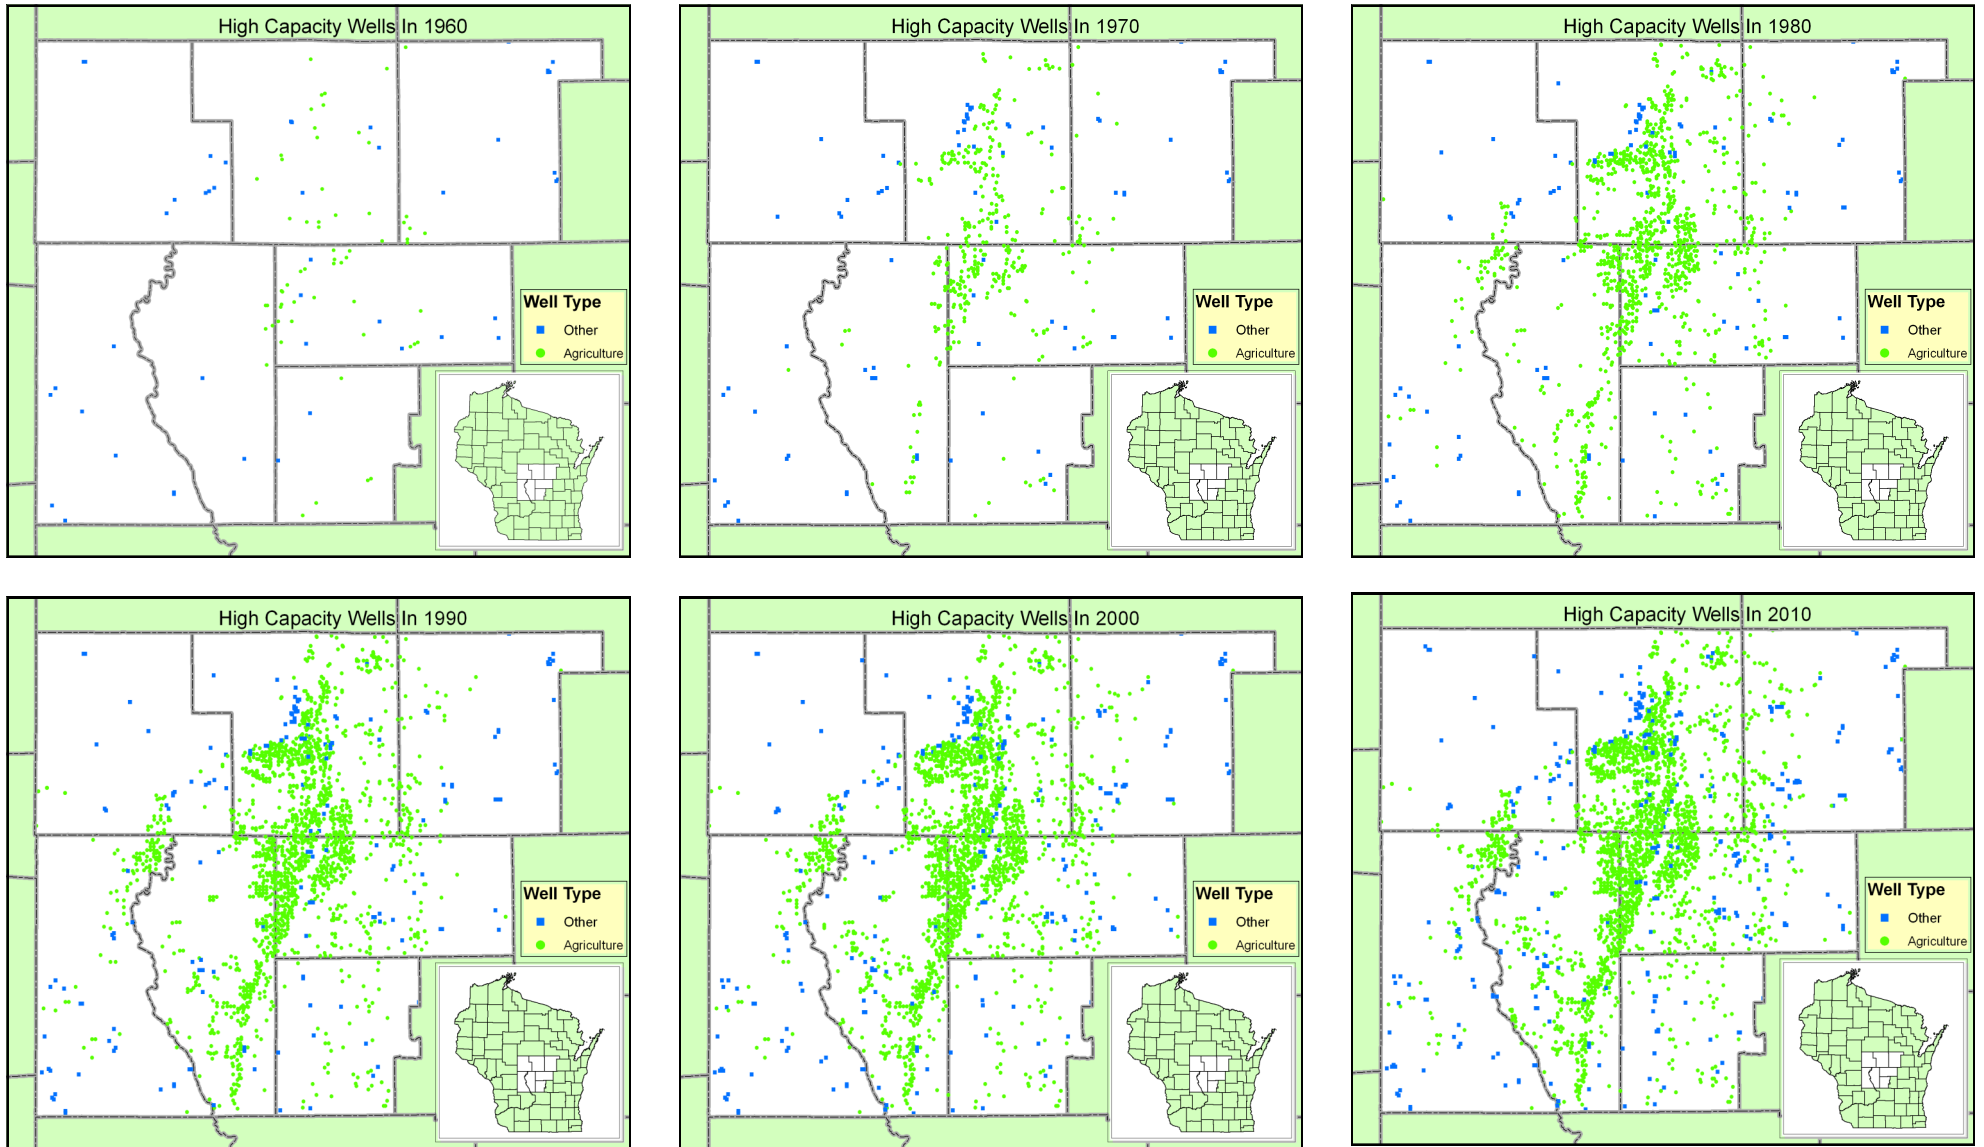 High Capacity Wells In 1960
Well Type
Other
Agriculture
High Capacity Wells In 1970
Well Type
Other
Agriculture
High Capacity Wells In 1980
Well Type
Other
Agriculture
High Capacity Wells In 1990
Well Type
Other
Agriculture
High Capacity Wells In 2000
Well Type
Other
Agriculture
High Capacity Wells In 2010
Well Type
Other
Agriculture